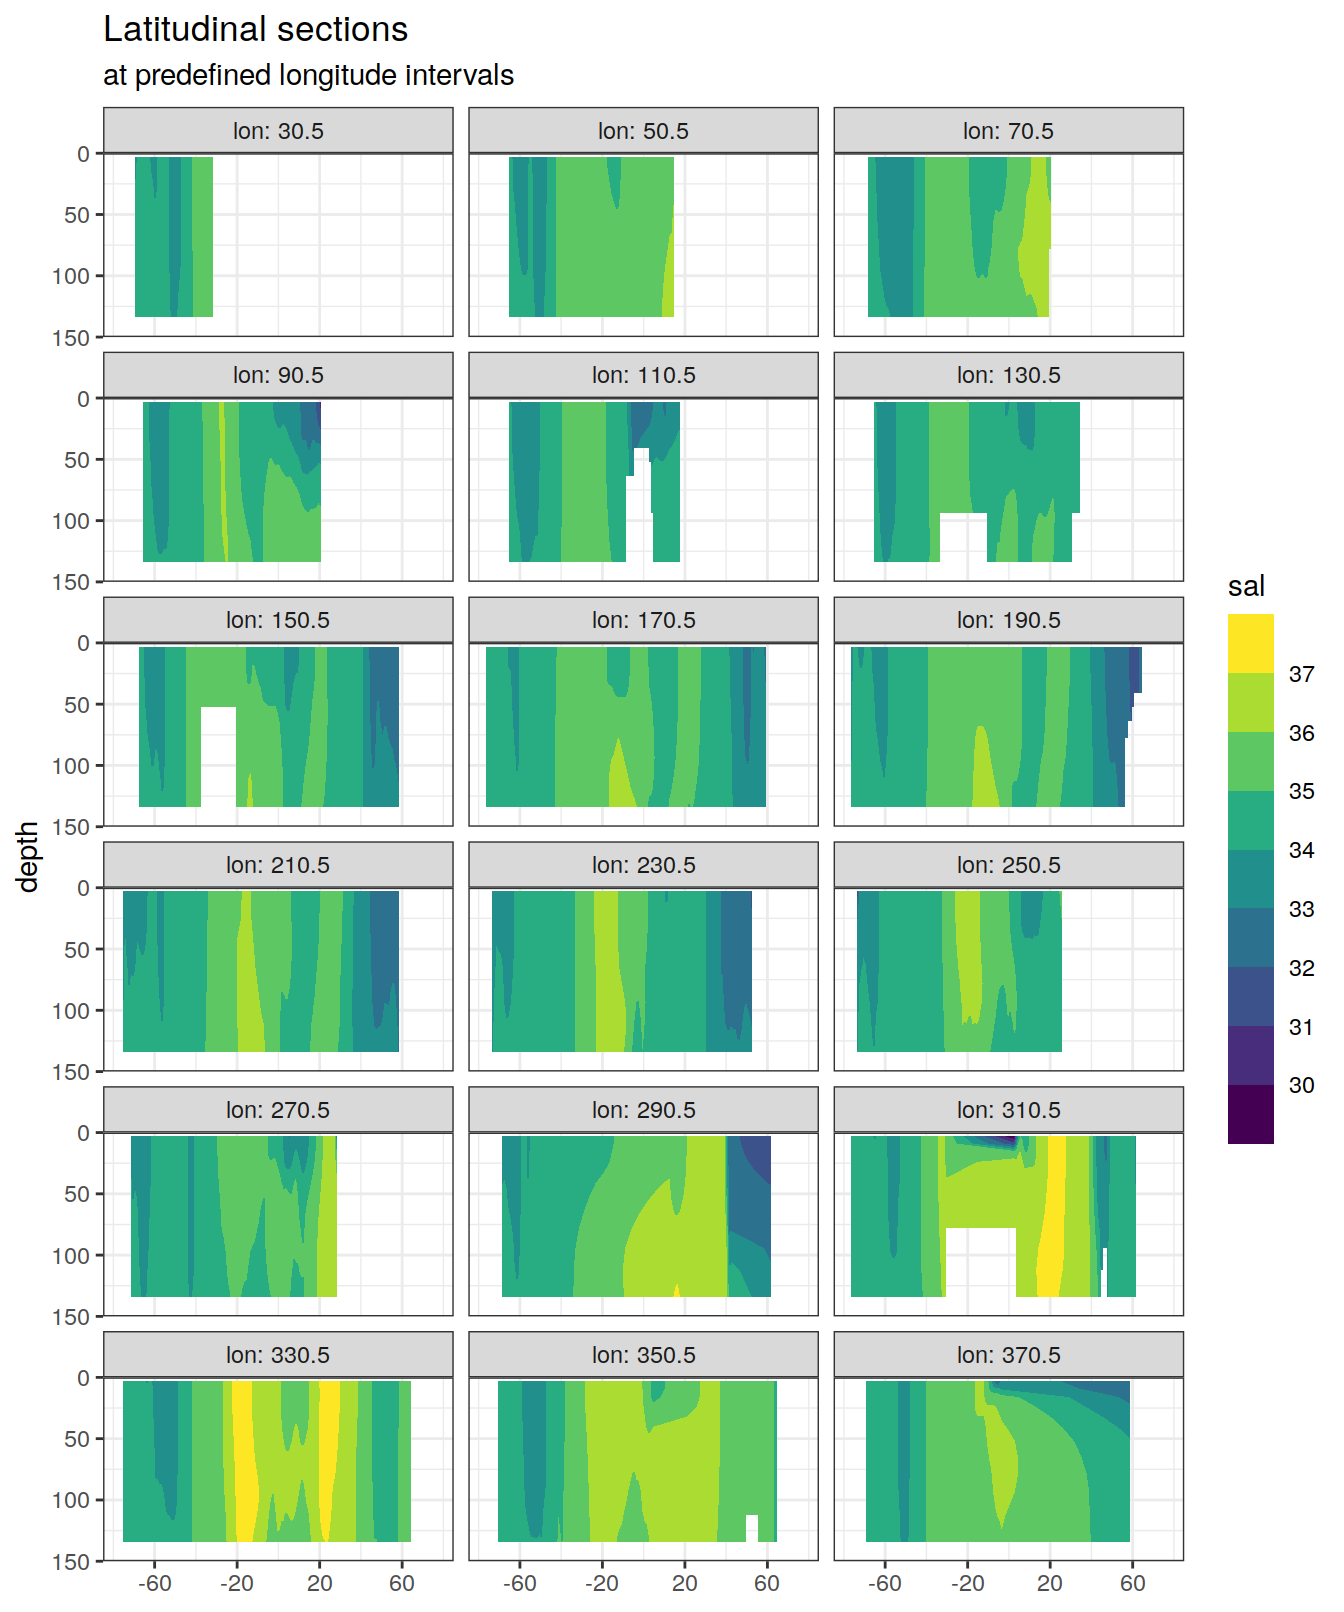 Latitudinal sections
at predefined longitude intervals
lon: 30.5 lon: 50.5 lon: 70.5
0
50
100
150
lon: 90.5 lon: 110.5 lon: 130.5
0
50
100
150
lon: 150.5 lon: 170.5 lon: 190.5
0
50
100
150
lon: 210.5 lon: 230.5 lon: 250.5
0
50
100
150
lon: 270.5 lon: 290.5 lon: 310.5
0
50
100
150
lon: 330.5 lon: 350.5 lon: 370.5
0
50
100
150
-60 -20 20 60 -60 -20 20 60 -60 -20 20 60
depth
sal
37
36
35
34
33
32
31
30